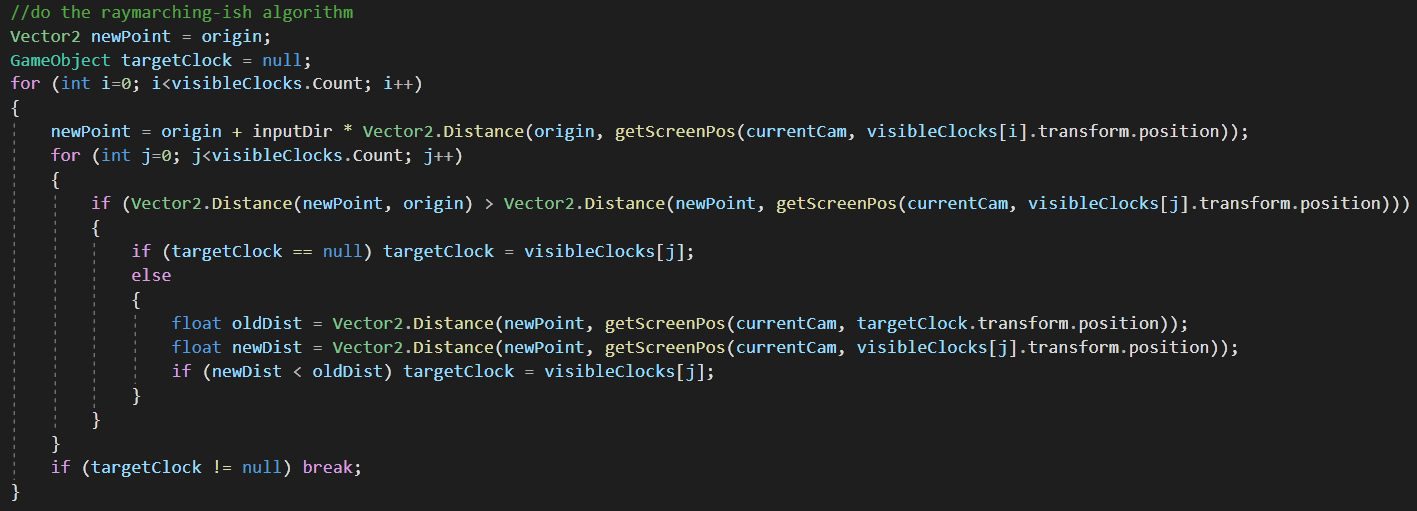 //do the raymarching-ish algorithm
Vector2 newPoint = origin;
GameObject targetClock = null;
for (int i=0; i<visibleClocks.Count; i++)
{
newPoint = origin + inputDir * Vector2.Distance(origin, getScreenPos(currentCam, visibleClocks[i].transform.position));
for (int j=0; j<visibleClocks.Count; j++)
{
if (Vector2.Distance(newPoint, origin) > Vector2.Distance(newPoint, getScreenPos(currentCam, visibleClocks[j].transform.position)))
{
if (targetClock == null) targetClock = visibleClocks[j];
else
{
float oldDist = Vector2.Distance(newPoint, getScreenPos(currentCam, targetClock.transform.position));
float newDist = Vector2.Distance(newPoint, getScreenPos(currentCam, visibleClocks[j].transform.position));
if (newDist < oldDist) targetClock = visibleClocks[j];
}
}
}
if (targetClock != null) break;
}